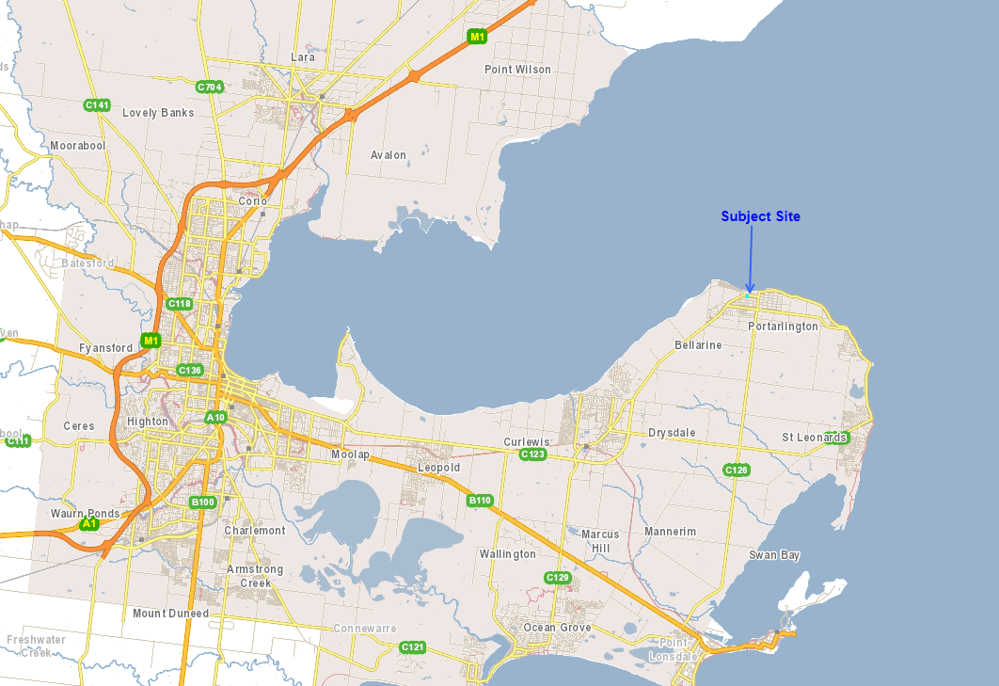 M1
Lara
Point Wilson
C704
C141
Lovely Banks
Moorabool
Avalon
Corio
Subject Site
Batesford
C118
Portarlington
M1
Fyansford
Bellarine
C136
A10
Highton
Ceres
C111
Drysdale
St Leonards
Curlewis
C123
Moolap
Leopold
C126
B100
B110
Waurn Ponds
A1
Charlemont
Marcus
Hill
Mannerim
Wallington
Swan Bay
Armstrong
Creek
C129
Mount Duneed
Connewarre
Ocean Grove
Freshwater
Creek
C121
Point
Lonsdale